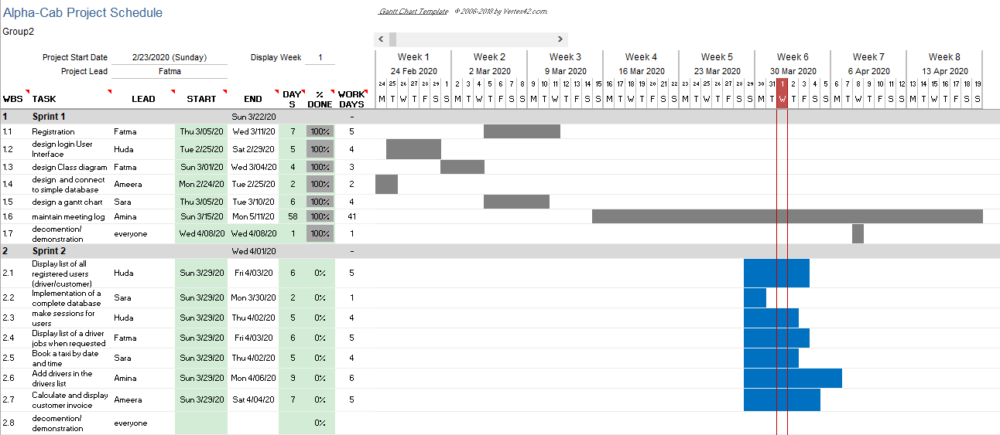 Alpha-Cab Project Schedule
Gantt Chart Template © 2006-2018 by Vertex42.com.
Group2
Project Start Date 2/23/2020 (Sunday) Display Week 1
Week 1 Week 2 Week 3 Week 4 Week 5 Week 6 Week 7 Week 8
Project Lead Fatma
24 Feb 2020 2 Mar 2020 9 Mar 2020 16 Mar 2020 23 Mar 2020 30 Mar 2020 6 Apr 2020 13 Apr 2020
24 25 26 27 28 29 1 2 3 4 5 6 7 8 9 10 11 12 13 14 15 16 17 18 19 20 21 22 23 24 25 26 27 28 29 30 31 1 2 3 4 5 6 7 8 9 10 11 12 13 14 15 16 17 18 19
WBS TASK LEAD START END DAY
S %
DONE WORK
DAYS
M T W T F S S M T W T F S S M T W T F S S M T W T F S S M T W T F S S M T W T F S S M T W T F S S M T W T F S S
1 Sprint 1 Sun 3/22/20 -
1.1 Registration Fatma Thu 3/05/20 Wed 3/11/20 7 100% 5
1.2 design login User
Interface Huda Tue 2/25/20 Sat 2/29/20 5 100% 4
1.3 design Class diagram Fatma Sun 3/01/20 Wed 3/04/20 4 100% 3
1.4 design and connect
to simple database Ameera Mon 2/24/20 Tue 2/25/20 2 100% 2
1.5 design a gantt chart Sara Thu 3/05/20 Tue 3/10/20 6 100% 4
1.6 maintain meeting log Amina Sun 3/15/20 Mon 5/11/20 58 100% 41
1.7 decomention/
demonstration everyone Wed 4/08/20 Wed 4/08/20 1 100% 1
2 Sprint 2 Wed 4/01/20 -
2.1 Display list of all
registered users
(driver/customer) Huda Sun 3/29/20 Fri 4/03/20 6 0% 5
2.2 Implementation of a
complete database Sara Sun 3/29/20 Mon 3/30/20 2 0% 1
2.3 make sessions for
users Huda Sun 3/29/20 Thu 4/02/20 5 0% 4
2.4 Display list of a driver
jobs when requested Fatma Sun 3/29/20 Fri 4/03/20 6 0% 5
2.5 Book a taxi by date
and time Sara Sun 3/29/20 Thu 4/02/20 5 0% 4
2.6 Add drivers in the
drivers list Amina Sun 3/29/20 Mon 4/06/20 9 0% 6
2.7 Calculate and display
customer invoice Ameera Sun 3/29/20 Sat 4/04/20 7 0% 5
2.8 decomention/
demonstration everyone 0%